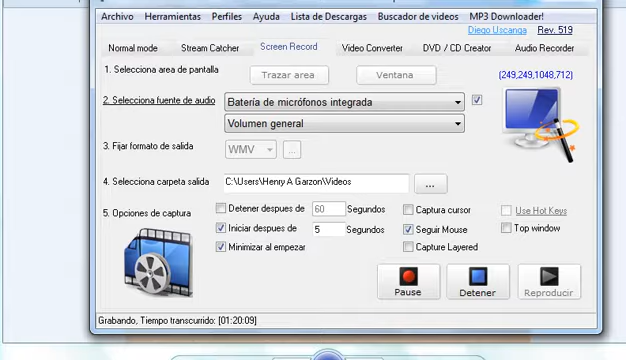 Archivo Herramientas Perfiles Ayuda Lista de Descargas Buscador de videos MP3 Downloader!
Diego Uscanga Rev. 519
Normal mode Stream Catcher Screen Record Video Converter DVD / CD Creator Audio Recorder
1. Selecciona area de pantalla Trazar area Ventana (249,249,1048,712)
2. Selecciona fuente de audio Batería de micrófonos integrada
Volumen general
3. Fijar formato de salida WMV ...
4. Selecciona carpeta salida C:\Users\Henry A Garzon\Videos ...
5. Opciones de captura Detener despues de 60 Segundos Captura cursor Use Hot Keys
Iniciar despues de 5 Segundos Seguir Mouse Top window
Minimizar al empezar Capture Layered
Pause Detener Reproducir
Grabando, Tiempo transcurrido: [01:20:09]